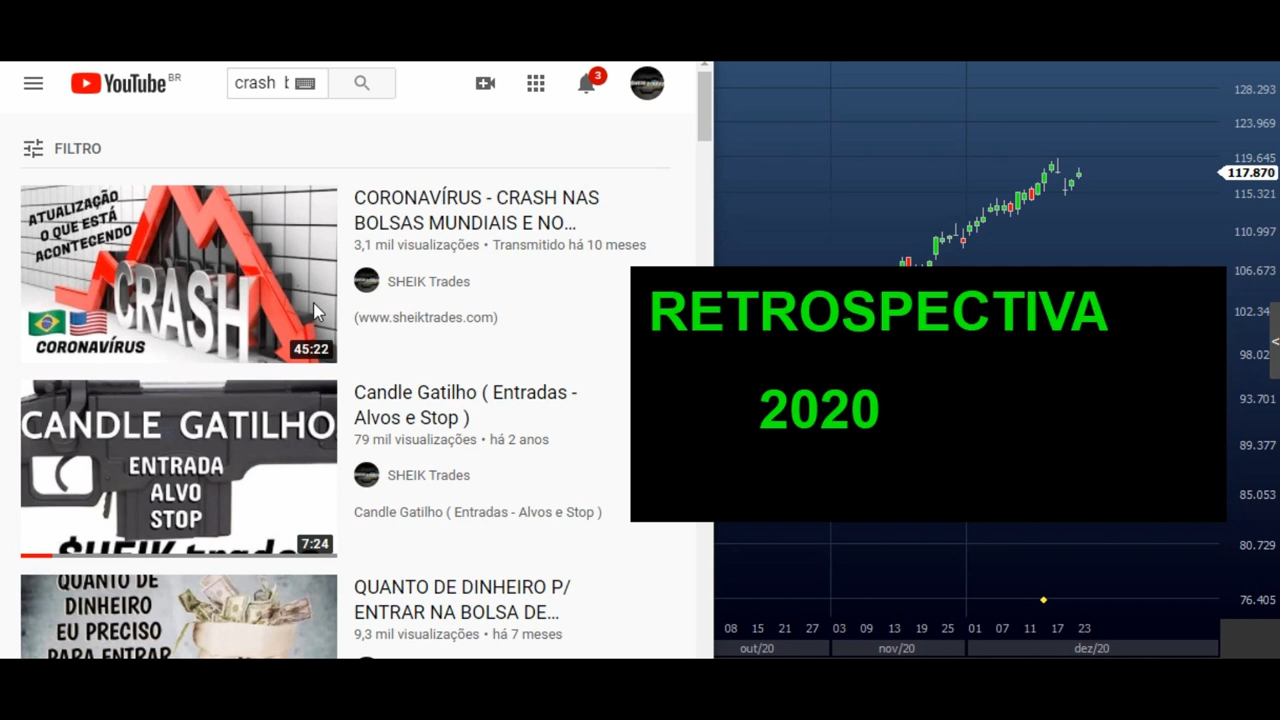 YouTube BR
crash b
3
FILTRO
ATUALIZAÇÃO
O QUE ESTÁ
ACONTECENDO
CRASH
CORONAVÍRUS
45:22
CORONAVÍRUS - CRASH NAS
BOLSAS MUNDIAIS E NO...
3,1 mil visualizações • Transmitido há 10 meses
SHEIK Trades
(www.sheiktrades.com)
CANDLE GATILHO
ENTRADA
ALVO
STOP
$HEIK trade
7:24
Candle Gatilho ( Entradas -
Alvos e Stop )
79 mil visualizações • há 2 anos
SHEIK Trades
Candle Gatilho ( Entradas - Alvos e Stop )
QUANTO DE
DINHEIRO
EU PRECISO
PARA ENTRAR
QUANTO DE DINHEIRO P/
ENTRAR NA BOLSA DE...
9,3 mil visualizações • há 7 meses
RETROSPECTIVA
2020
128.293
123.969
119.645
117.870
115.321
110.997
106.673
102.34
98.02
93.701
89.377
85.053
80.729
76.405
<
08 15 21 27 03 09 13 19 25 01 07 11 17 23
out/20 nov/20 dez/20